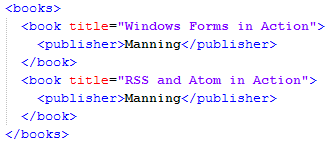 <books>
  <book title="Windows Forms in Action">
    <publisher>Manning</publisher>
  </book>
  <book title="RSS and Atom in Action">
    <publisher>Manning</publisher>
  </book>
</books>